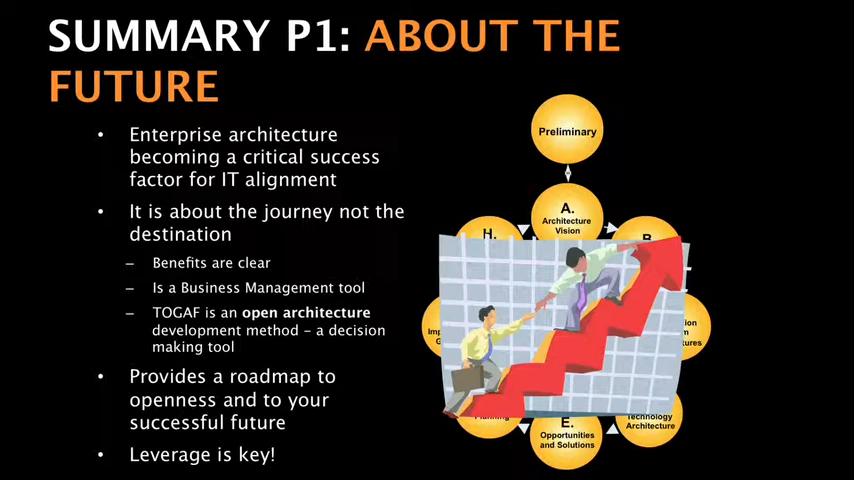 SUMMARY P1: ABOUT THE
FUTURE
• Enterprise architecture
becoming a critical success
factor for IT alignment
• It is about the journey not the
destination
– Benefits are clear
– Is a Business Management tool
– TOGAF is an open architecture
development method – a decision
making tool
• Provides a roadmap to
openness and to your
successful future
• Leverage is key!
Preliminary
A.
Architecture
Vision
H.
B.
Technology
Architecture
E.
Opportunities
and Solutions
Planning